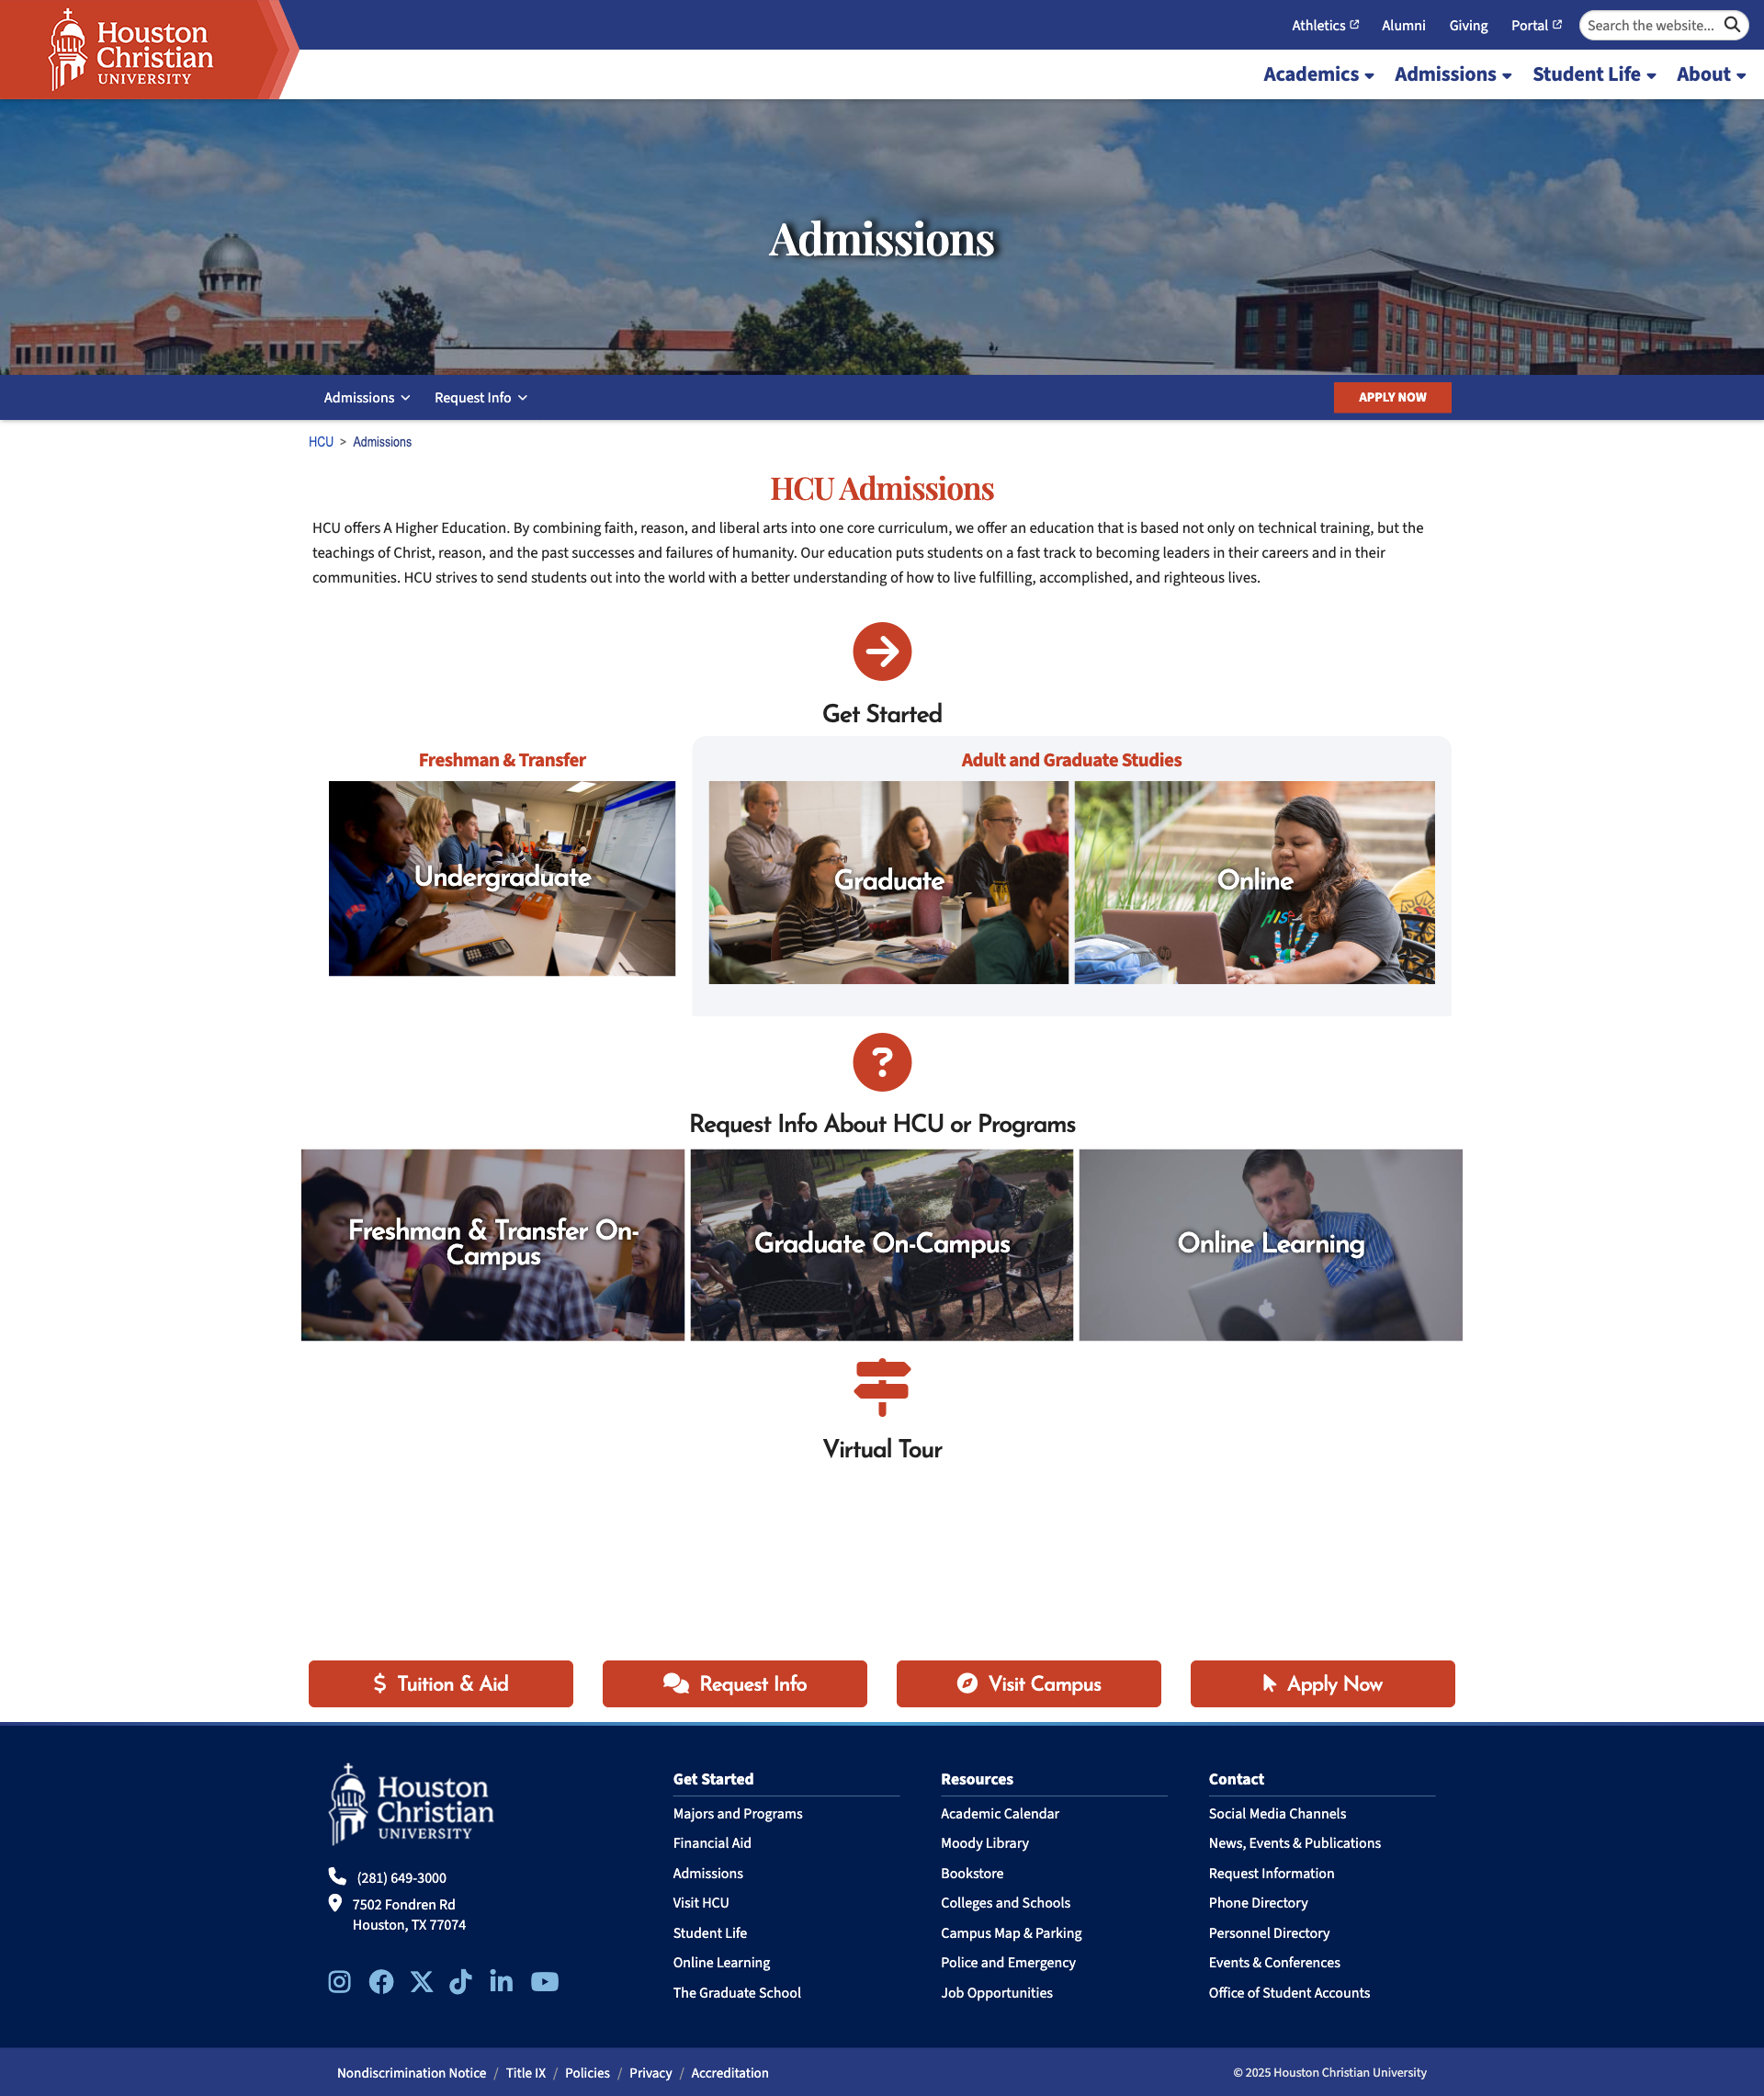 Houston
Christian
UNIVERSITY
Athletics
Alumni
Giving
Portal
Search the website...
Academics
Admissions
Student Life
About
Admissions
Admissions
Request Info
APPLY NOW
HCU > Admissions
HCU Admissions
HCU offers A Higher Education. By combining faith, reason, and liberal arts into one core curriculum, we offer an education that is based not only on technical training, but the
teachings of Christ, reason, and the past successes and failures of humanity. Our education puts students on a fast track to becoming leaders in their careers and in their
communities. HCU strives to send students out into the world with a better understanding of how to live fulfilling, accomplished, and righteous lives.
Get Started
Freshman & Transfer
Undergraduate
Adult and Graduate Studies
Graduate
Online
HIS
Request Info About HCU or Programs
Freshman & Transfer On-
Campus
Graduate On-Campus
Online Learning
Virtual Tour
Tuition & Aid
Request Info
Visit Campus
Apply Now
Houston
Christian
UNIVERSITY
(281) 649-3000
7502 Fondren Rd
Houston, TX 77074
Get Started
Majors and Programs
Financial Aid
Admissions
Visit HCU
Student Life
Online Learning
The Graduate School
Resources
Academic Calendar
Moody Library
Bookstore
Colleges and Schools
Campus Map & Parking
Police and Emergency
Job Opportunities
Contact
Social Media Channels
News, Events & Publications
Request Information
Phone Directory
Personnel Directory
Events & Conferences
Office of Student Accounts
Nondiscrimination Notice / Title IX / Policies / Privacy / Accreditation
© 2025 Houston Christian University